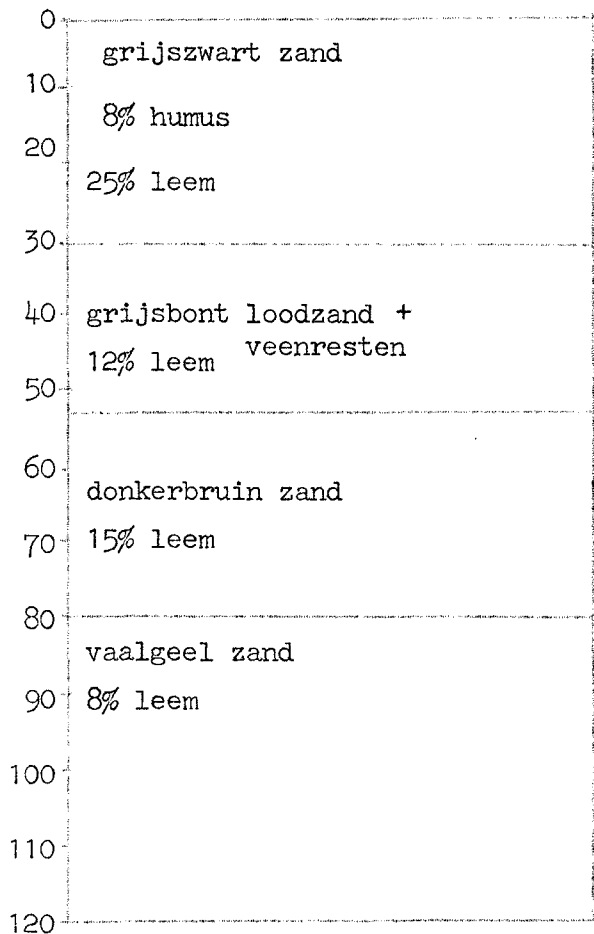 0
grijszwart zand
10
8% humus
20
25% leem
30
40 grijsbont loodzand +
veenresten
12% leem
50
60
donkerbruin zand
70 15% leem
80
vaalgeel zand
90 8% leem
100
110
120